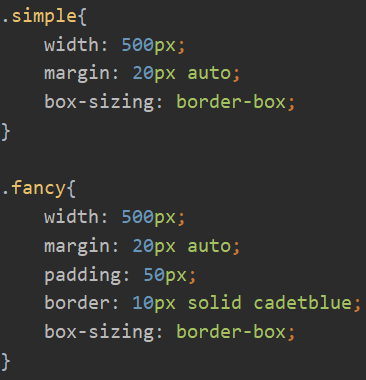 .simple{
    width: 500px;
    margin: 20px auto;
    box-sizing: border-box;
}
.fancy{
    width: 500px;
    margin: 20px auto;
    padding: 50px;
    border: 10px solid cadetblue;
    box-sizing: border-box;
}